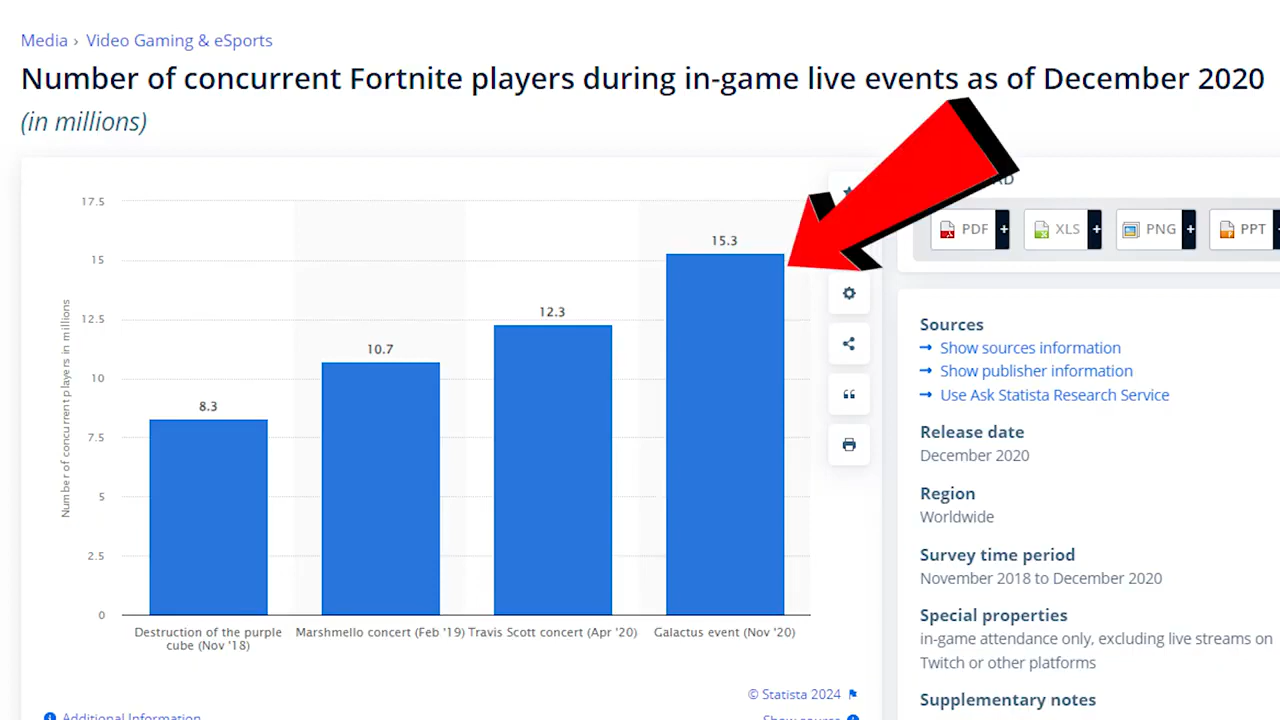 Media › Video Gaming & eSports
Number of concurrent Fortnite players during in-game live events as of December 2020
(in millions)
17.5
15
12.5
10
7.5
5
2.5
0
Number of concurrent players in millions
8.3
10.7
12.3
15.3
Destruction of the purple
cube (Nov '18)
Marshmello concert (Feb '19)
Travis Scott concert (Apr '20)
Galactus event (Nov '20)
© Statista 2024
Additional Information
Show source
PDF +
XLS +
PNG +
PPT
Sources
→ Show sources information
→ Show publisher information
→ Use Ask Statista Research Service
Release date
December 2020
Region
Worldwide
Survey time period
November 2018 to December 2020
Special properties
in-game attendance only, excluding live streams on
Twitch or other platforms
Supplementary notes